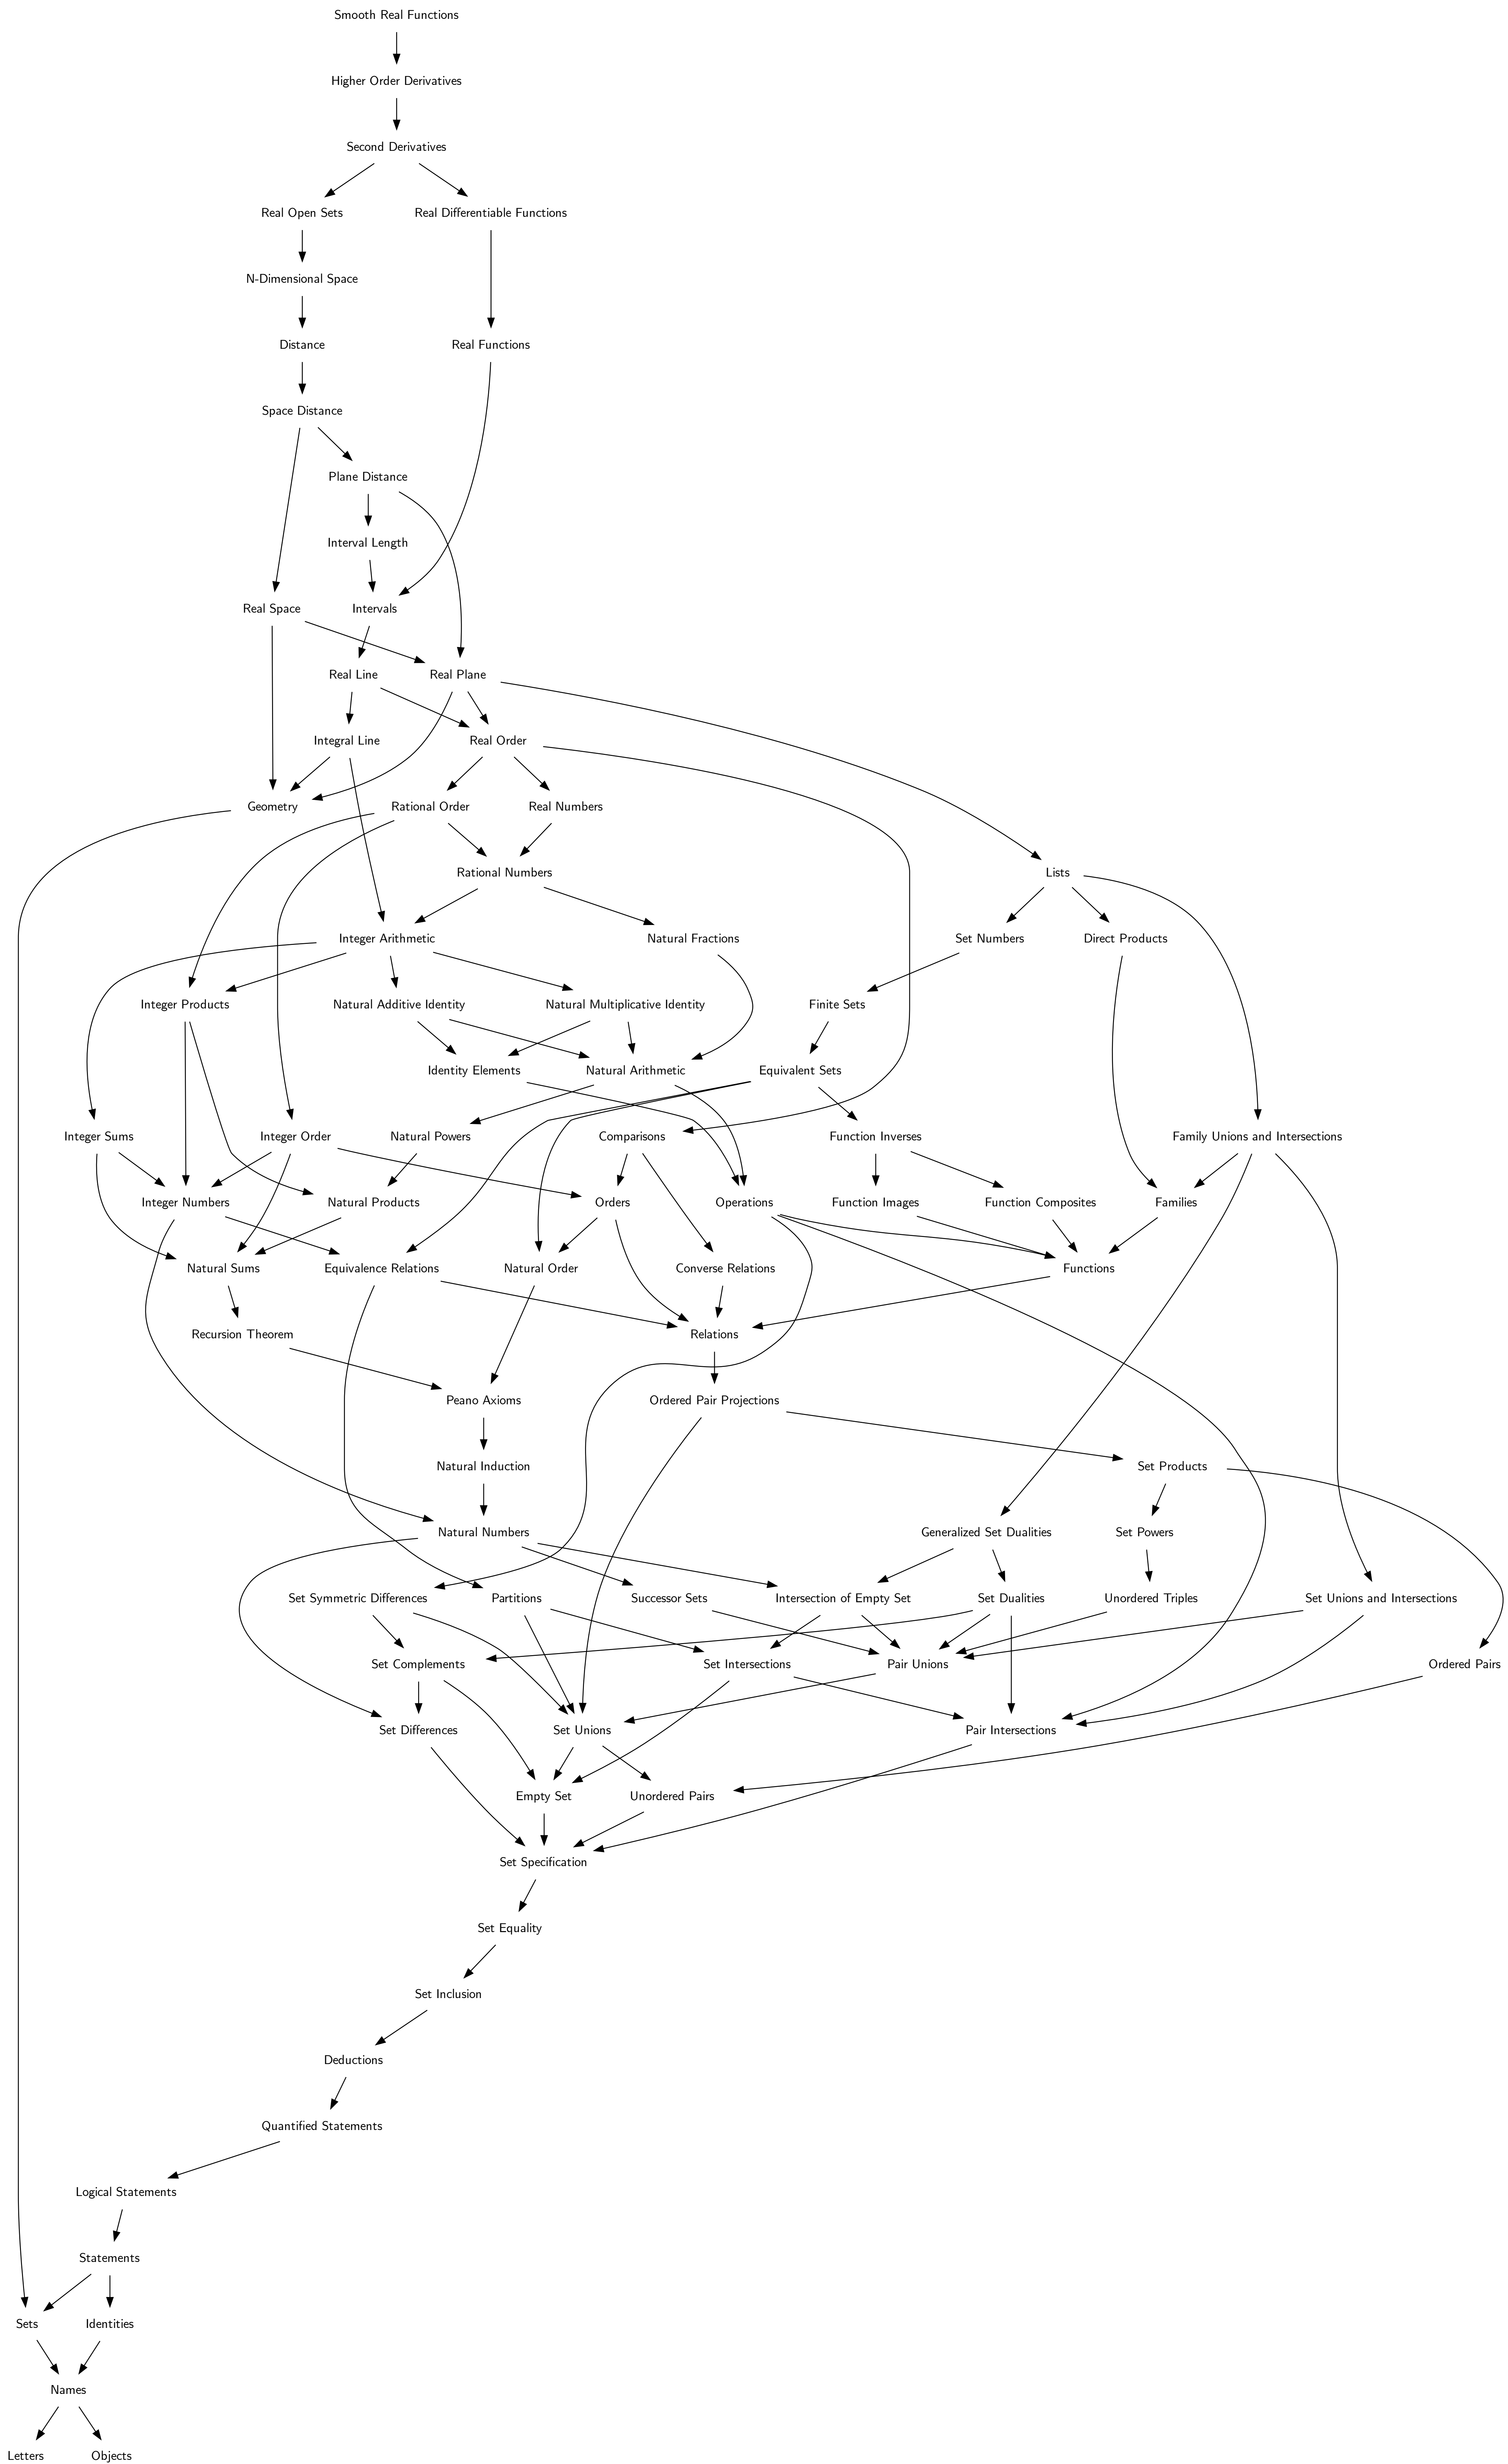 Smooth Real Functions
Higher Order Derivatives
Second Derivatives
Real Open Sets
Real Differentiable Functions
N-Dimensional Space
Distance
Real Functions
Space Distance
Plane Distance
Interval Length
Real Space
Intervals
Real Line
Real Plane
Integral Line
Real Order
Geometry
Rational Order
Real Numbers
Rational Numbers
Lists
Integer Arithmetic
Natural Fractions
Set Numbers
Direct Products
Integer Products
Natural Additive Identity
Natural Multiplicative Identity
Finite Sets
Identity Elements
Natural Arithmetic
Equivalent Sets
Integer Sums
Integer Order
Natural Powers
Comparisons
Function Inverses
Family Unions and Intersections
Integer Numbers
Natural Products
Orders
Operations
Function Images
Function Composites
Families
Natural Sums
Equivalence Relations
Natural Order
Converse Relations
Functions
Recursion Theorem
Relations
Peano Axioms
Ordered Pair Projections
Natural Induction
Set Products
Natural Numbers
Generalized Set Dualities
Set Powers
Set Symmetric Differences
Partitions
Successor Sets
Intersection of Empty Set
Set Dualities
Unordered Triples
Set Unions and Intersections
Set Complements
Set Intersections
Pair Unions
Ordered Pairs
Set Differences
Set Unions
Pair Intersections
Empty Set
Unordered Pairs
Set Specification
Set Equality
Set Inclusion
Deductions
Quantified Statements
Logical Statements
Statements
Sets
Identities
Names
Letters
Objects